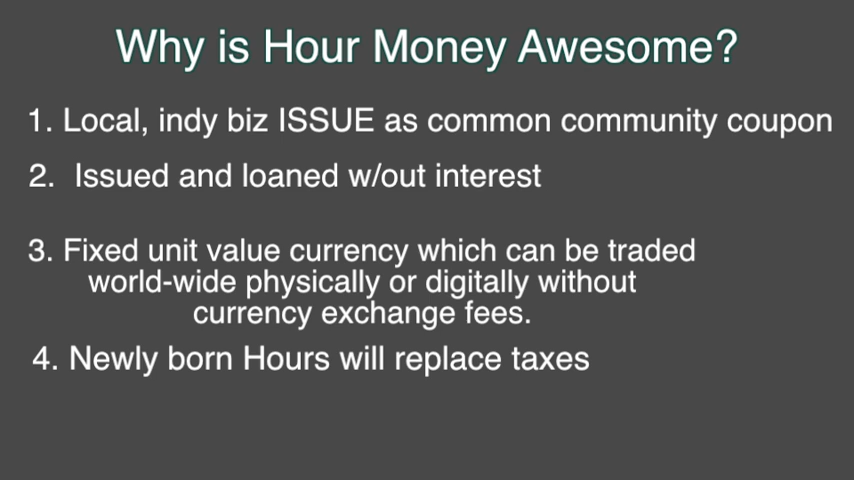 Why is Hour Money Awesome?
1. Local, indy biz ISSUE as common community coupon
2. Issued and loaned w/out interest
3. Fixed unit value currency which can be traded
world-wide physically or digitally without
currency exchange fees.
4. Newly born Hours will replace taxes